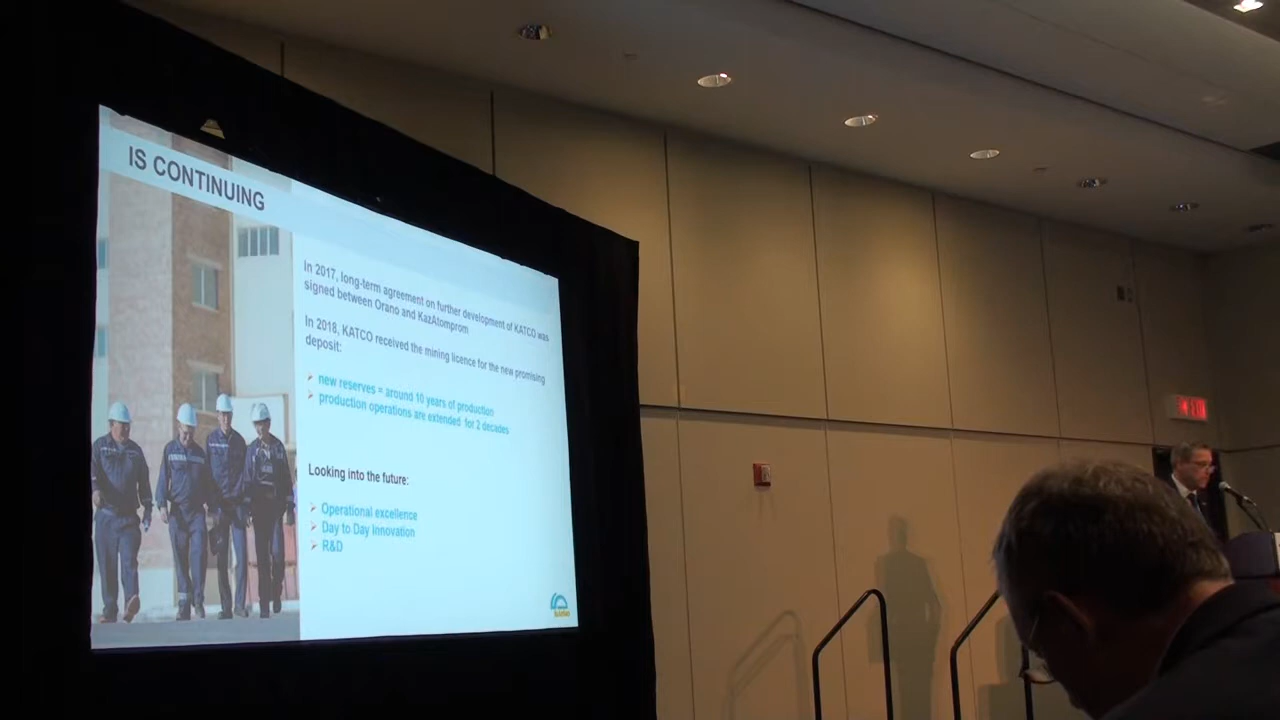 IS CONTINUING
In 2017, long-term agreement on further development of KATCO was
signed between Orano and KazAtomprom
In 2018, KATCO received the mining licence for the new promising
deposit:
new reserves = around 10 years of production
production operations are extended for 2 decades
Looking into the future:
Operational excellence
Day to Day Innovation
R&D
EXIT